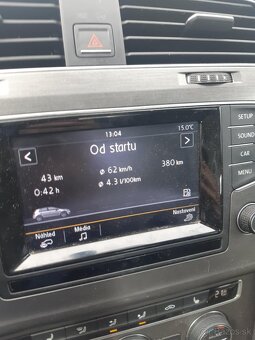 13:04
15.0°C
Od startu
43 km
ø 62 km/h
380 km
0:42 h
ø 4.3 l/100km
Náhled
Média
Nastavení
SETUP
SOUND
CAR
MENU